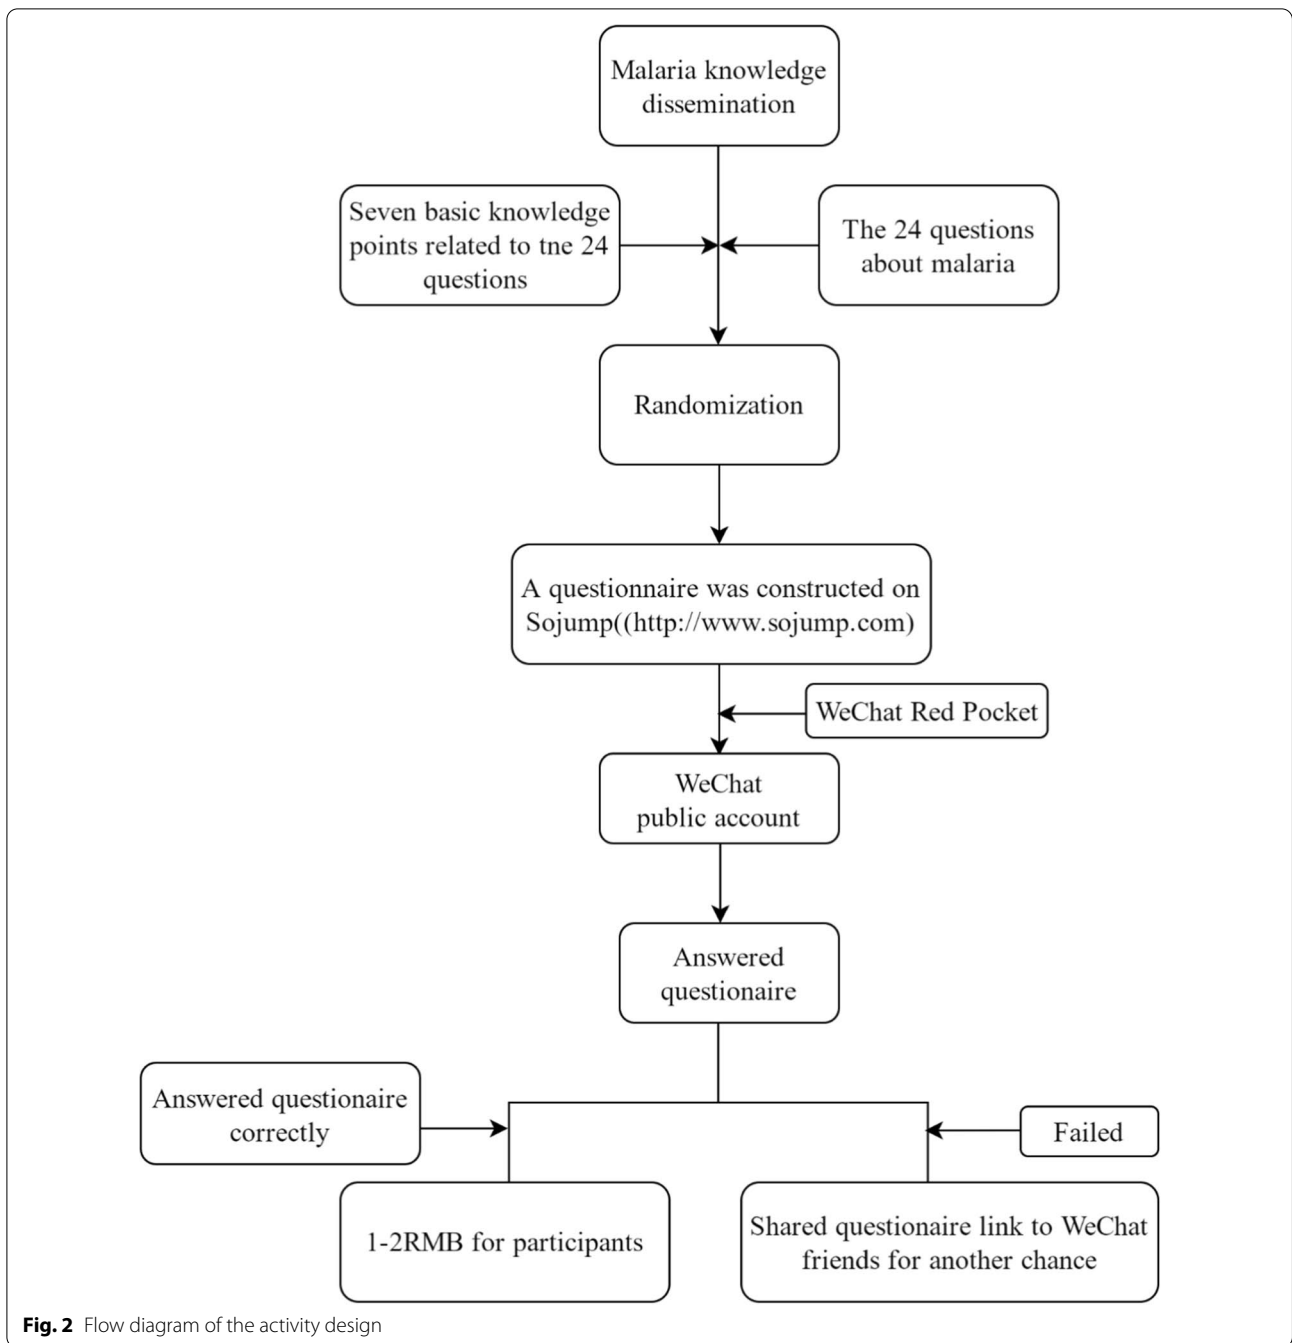 Malaria knowledge
dissemination
Seven basic knowledge
points related to tne 24
questions
The 24 questions
about malaria
Randomization
A questionnaire was constructed on
Sojump((http://www.sojump.com)
WeChat Red Pocket
WeChat
public account
Answered
questionaire
Answered questionaire
correctly
Failed
1-2RMB for participants
Shared questionaire link to WeChat
friends for another chance
Fig. 2 Flow diagram of the activity design